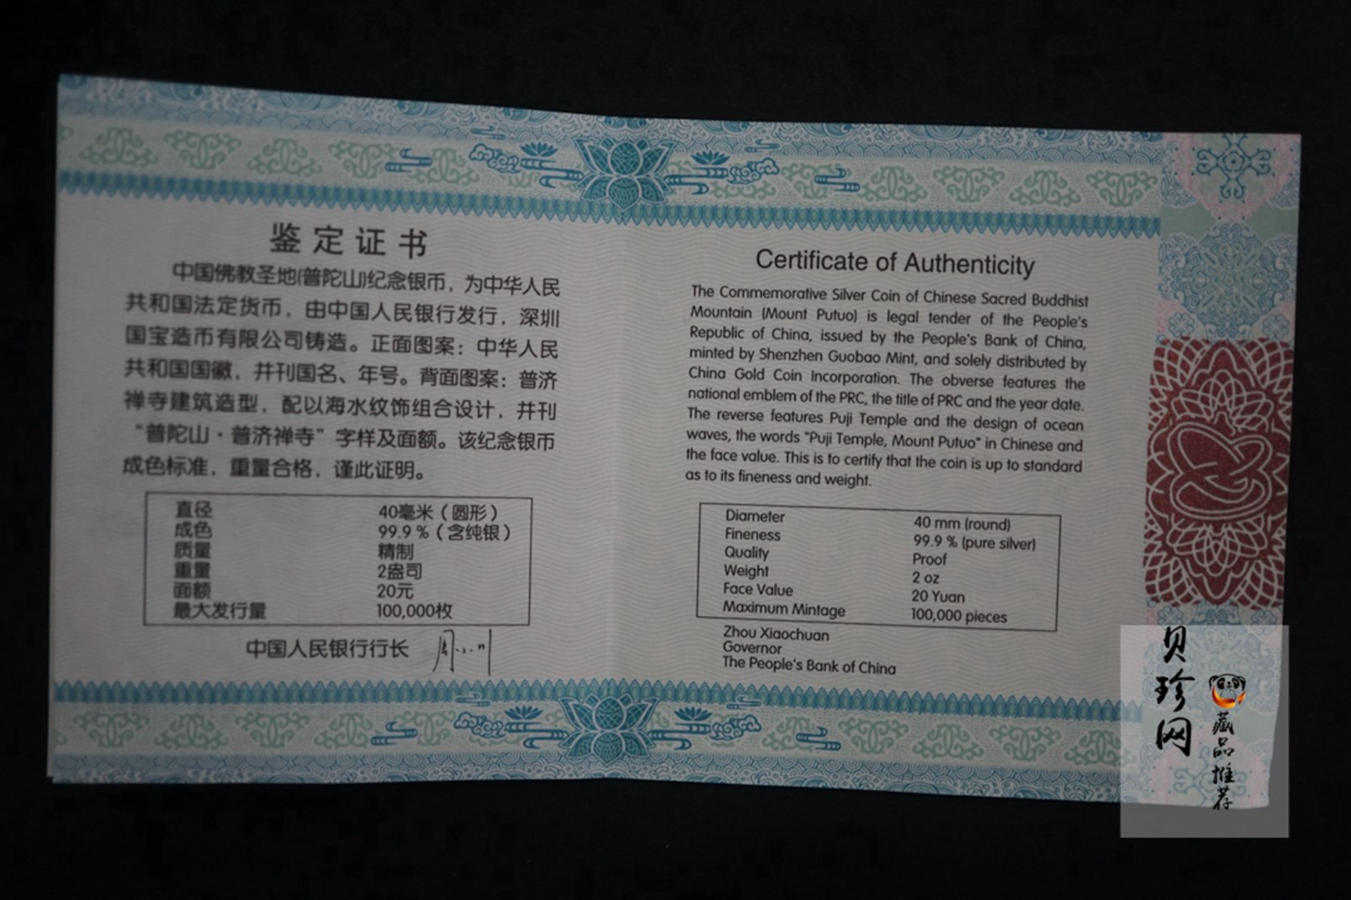 鉴定证书
中国佛教圣地(普陀山)纪念银币，为中华人民
共和国法定货币，由中国人民银行发行，深圳
国宝造币有限公司铸造。正面图案：中华人民
共和国国徽，并刊国名、年号。背面图案：普济
禅寺建筑造型，配以海水纹饰组合设计，并刊
“普陀山·普济禅寺”字样及面额。该纪念银币
成色标准，重量合格，谨此证明。
直径 40毫米（圆形）
成色 99.9％（含纯银）
质量 精制
重量 2盎司
面额 20元
最大发行量 100,000枚
中国人民银行行长
Certificate of Authenticity
The Commemorative Silver Coin of Chinese Sacred Buddhist
Mountain (Mount Putuo) is legal tender of the People's
Republic of China, issued by the People's Bank of China,
minted by Shenzhen Guobao Mint, and solely distributed by
China Gold Coin Incorporation. The obverse features the
national emblem of the PRC, the title of PRC and the year date.
The reverse features Puji Temple and the design of ocean
waves, the words "Puji Temple, Mount Putuo" in Chinese and
the face value. This is to certify that the coin is up to standard
as to its fineness and weight.
Diameter 40 mm (round)
Fineness 99.9 % (pure silver)
Quality Proof
Weight 2 oz
Face Value 20 Yuan
Maximum Mintage 100,000 pieces
Zhou Xiaochuan
Governor
The People's Bank of China
贝珍网
藏品推荐